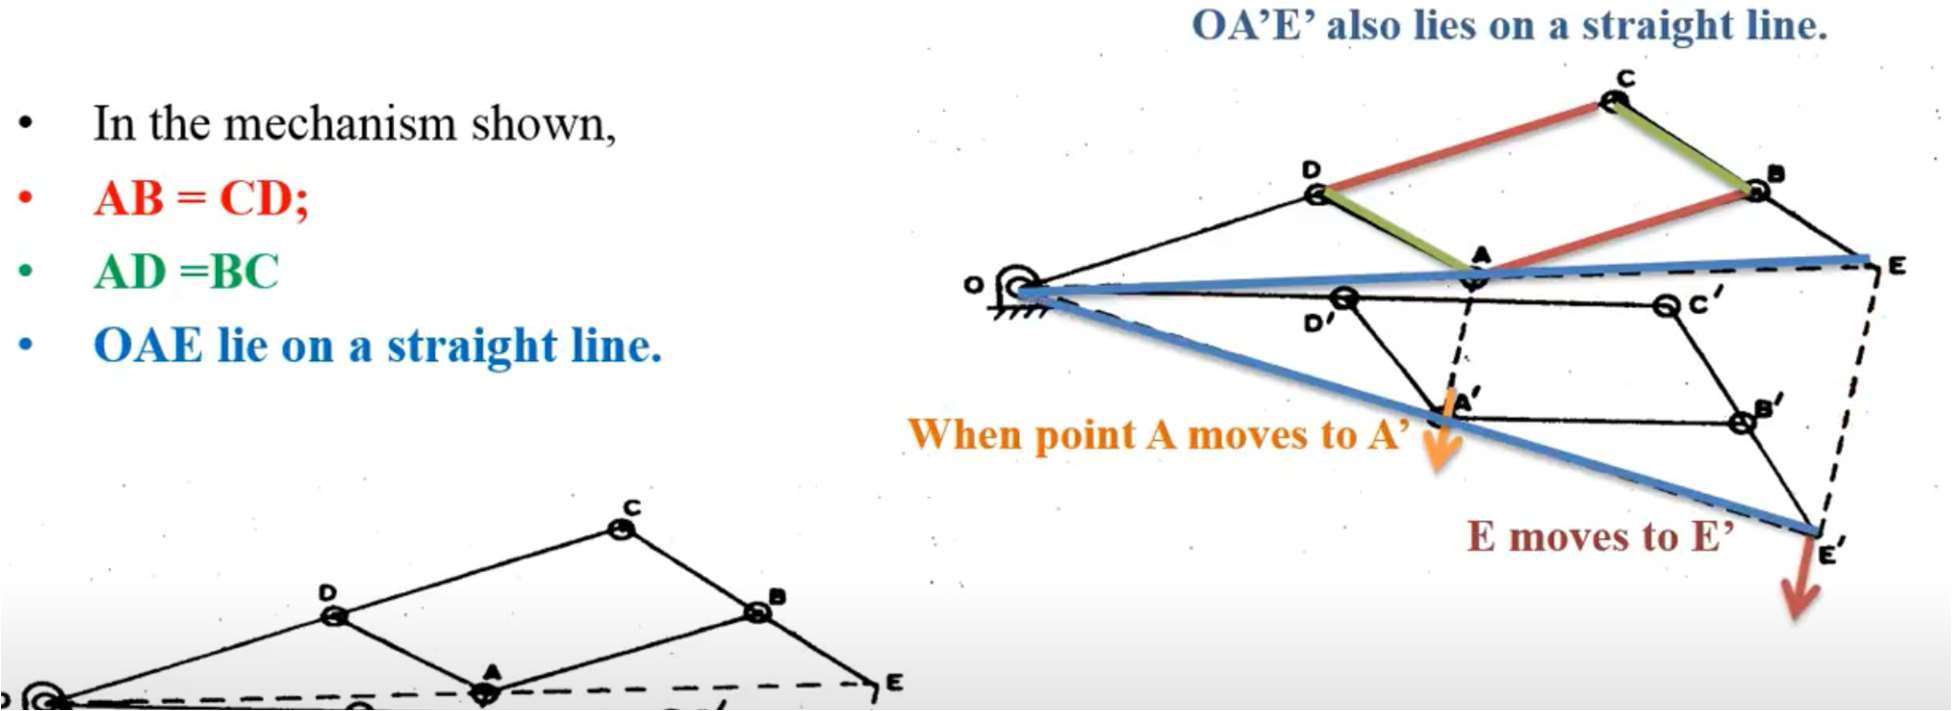 OA’E’ also lies on a straight line.
• In the mechanism shown,
• AB = CD;
• AD =BC
• OAE lie on a straight line.
C
D
B
A
O
E
D'
C'
When point A moves to A’
A'
B'
E moves to E’
E'
C
D
B
A
E